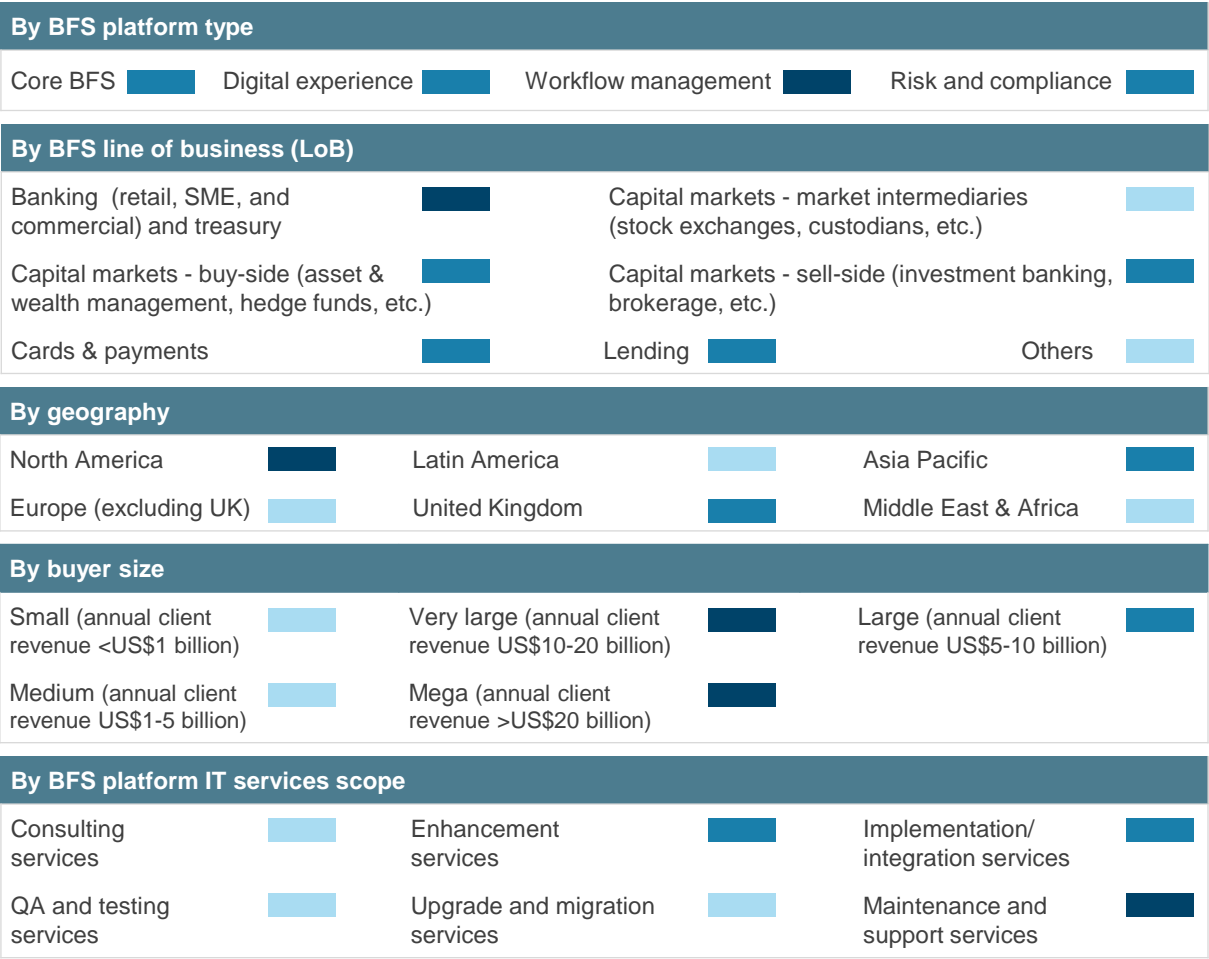 By BFS platform type
Core BFS Digital experience Workflow management Risk and compliance
By BFS line of business (LoB)
Banking (retail, SME, and
commercial) and treasury
Capital markets - market intermediaries
(stock exchanges, custodians, etc.)
Capital markets - buy-side (asset &
wealth management, hedge funds, etc.)
Capital markets - sell-side (investment banking,
brokerage, etc.)
Cards & payments Lending Others
By geography
North America Latin America Asia Pacific
Europe (excluding UK) United Kingdom Middle East & Africa
By buyer size
Small (annual client
revenue <US$1 billion)
Very large (annual client
revenue US$10-20 billion)
Large (annual client
revenue US$5-10 billion)
Medium (annual client
revenue US$1-5 billion)
Mega (annual client
revenue >US$20 billion)
By BFS platform IT services scope
Consulting
services
Enhancement
services
Implementation/
integration services
QA and testing
services
Upgrade and migration
services
Maintenance and
support services